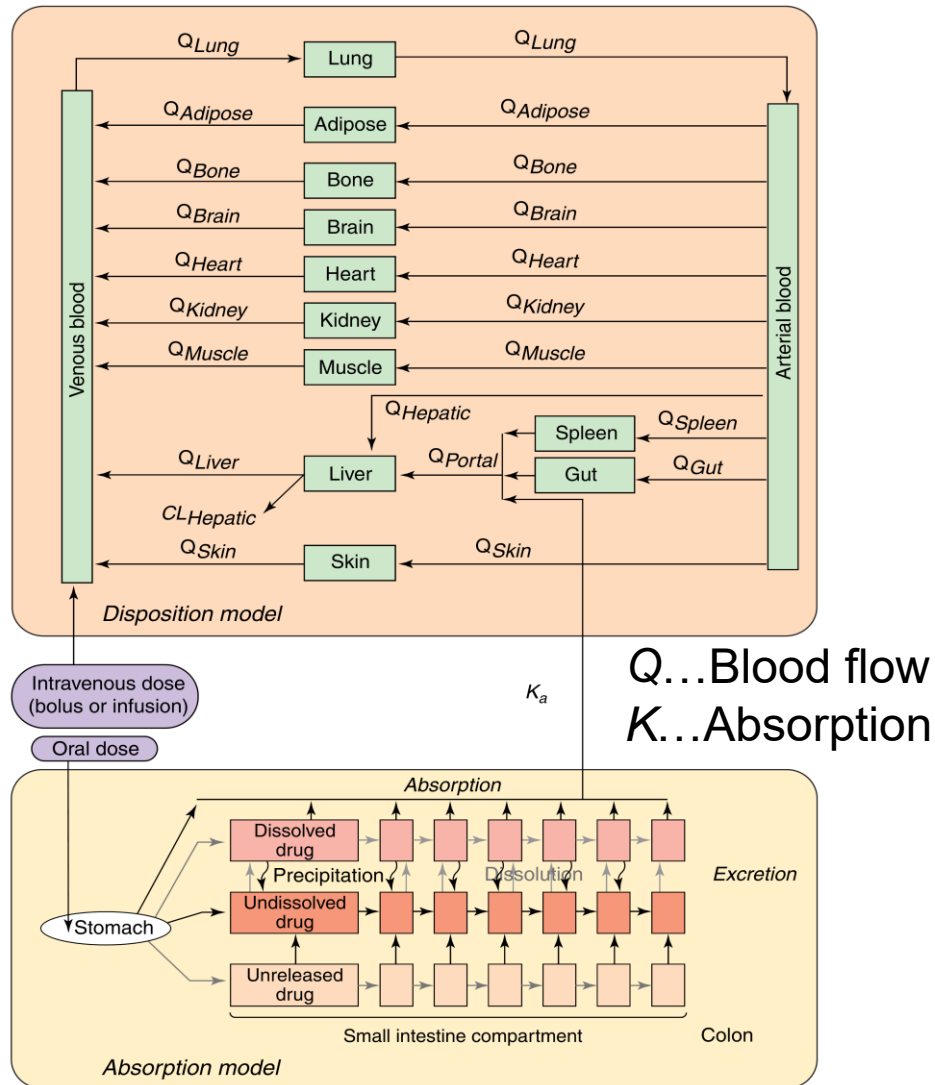 QLung
QLung
Lung
QAdipose
Adipose
QAdipose
QBone
Bone
QBone
QBrain
Brain
QBrain
QHeart
Heart
QHeart
QKidney
Kidney
QKidney
QMuscle
Muscle
QMuscle
Venous blood
Arterial blood
QHepatic
Spleen
QSpleen
QLiver
Liver
QPortal
Gut
QGut
CLHepatic
QSkin
Skin
QSkin
Disposition model
Intravenous dose
(bolus or infusion)
Ka
Q...Blood flow
K...Absorption
Oral dose
Absorption
Dissolved
drug
Precipitation
Dissolution
Excretion
Undissolved
drug
Stomach
Unreleased
drug
Small intestine compartment
Colon
Absorption model